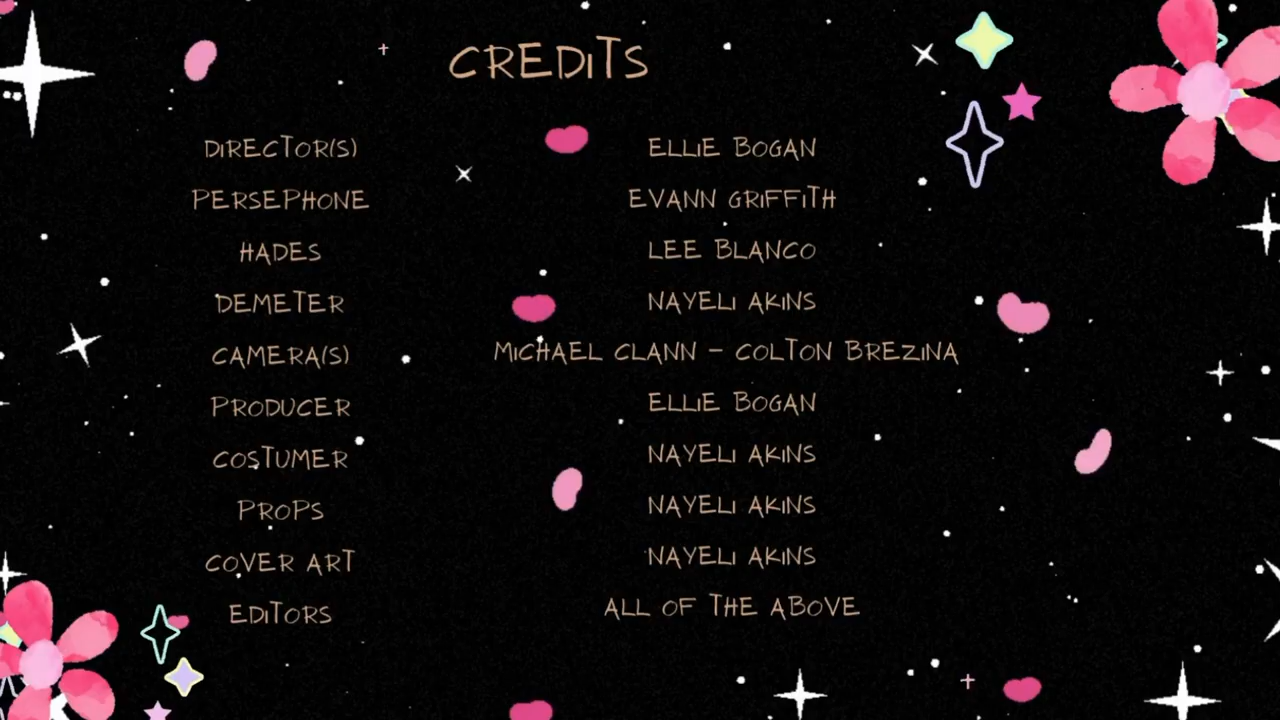 CREDITS
DIRECTOR(S) ELLIE BOGAN
PERSEPHONE EVANN GRIFFITH
HADES LEE BLANCO
DEMETER NAYELI AKINS
CAMERA(S) MICHAEL CLANN - COLTON BREZINA
PRODUCER ELLIE BOGAN
COSTUMER NAYELI AKINS
PROPS NAYELI AKINS
COVER ART NAYELI AKINS
EDITORS ALL OF THE ABOVE